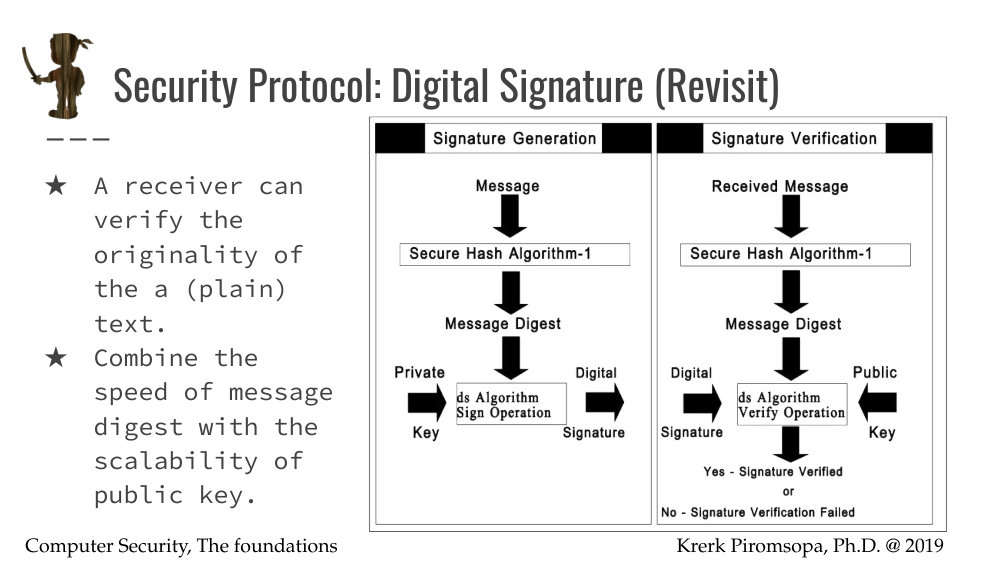 Security Protocol: Digital Signature (Revisit)
★ A receiver can
verify the
originality of
the a (plain)
text.
★ Combine the
speed of message
digest with the
scalability of
public key.
Signature Generation
Message
Secure Hash Algorithm-1
Message Digest
Private
Key
ds Algorithm
Sign Operation
Digital
Signature
Signature Verification
Received Message
Secure Hash Algorithm-1
Message Digest
Digital
Signature
ds Algorithm
Verify Operation
Public
Key
Yes - Signature Verified
or
No - Signature Verification Failed
Computer Security, The foundations
Krerk Piromsopa, Ph.D. @ 2019